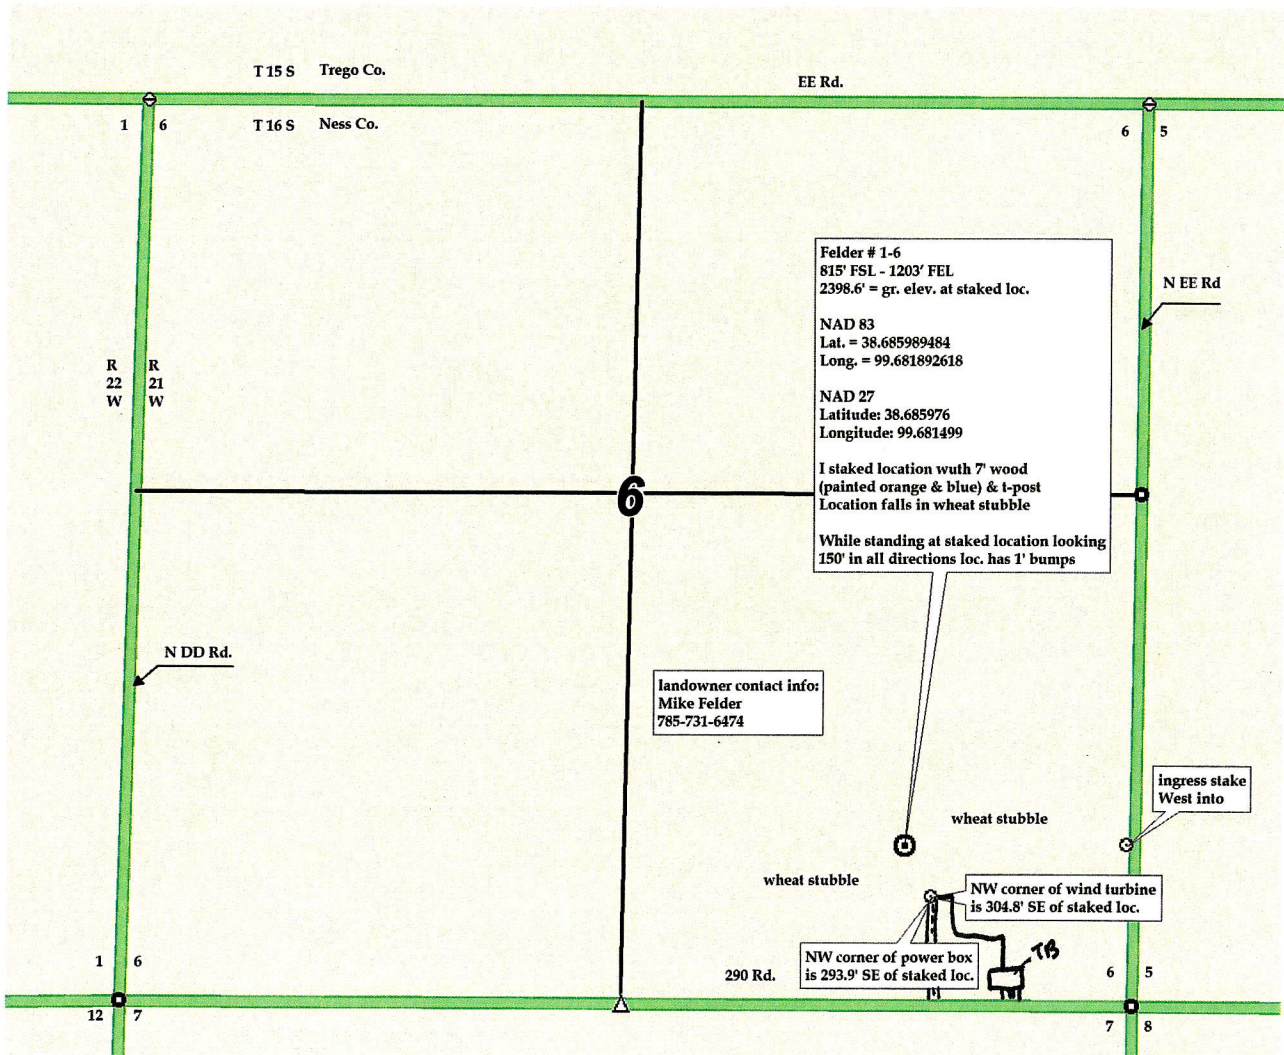 T 15 S Trego Co.
EE Rd.
1 6 T 16 S Ness Co.
6 5
Felder # 1-6
815' FSL - 1203' FEL
2398.6' = gr. elev. at staked loc.
NAD 83
Lat. = 38.685989484
Long. = 99.681892618
NAD 27
Latitude: 38.685976
Longitude: 99.681499
I staked location wuth 7' wood
(painted orange & blue) & t-post
Location falls in wheat stubble
While standing at staked location looking
150' in all directions loc. has 1' bumps
N EE Rd
R R
22 21
W W
6
N DD Rd.
landowner contact info:
Mike Felder
785-731-6474
ingress stake
West into
wheat stubble
wheat stubble
NW corner of wind turbine
is 304.8' SE of staked loc.
NW corner of power box
is 293.9' SE of staked loc.
TB
290 Rd.
1 6
6 5
12 7
7 8